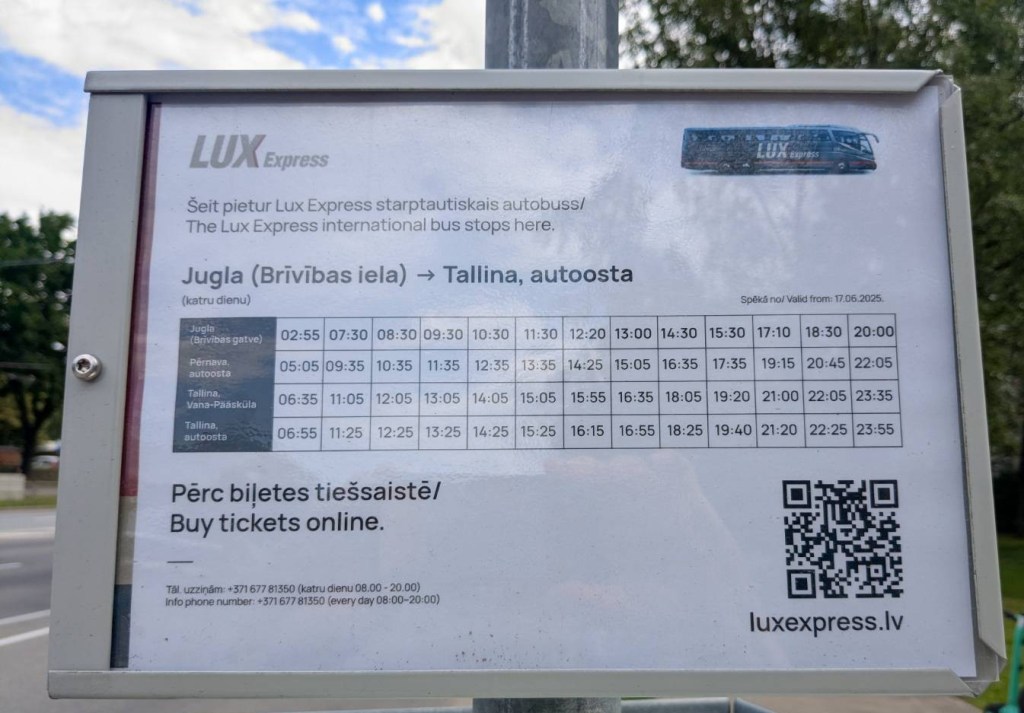 LUX Express
LUX Express
Šeit pietur Lux Express starptautiskais autobuss/
The Lux Express international bus stops here.
Jugla (Brīvības iela) → Tallina, autoosta
(katru dienu)
Spēkā no/ Valid from: 17.06.2025.
Jugla (Brīvības gatve) 02:55 07:30 08:30 09:30 10:30 11:30 12:20 13:00 14:30 15:30 17:10 18:30 20:00
Pērnava, autoosta 05:05 09:35 10:35 11:35 12:35 13:35 14:25 15:05 16:35 17:35 19:15 20:45 22:05
Tallina, Vana-Pääsküla 06:35 11:05 12:05 13:05 14:05 15:05 15:55 16:35 18:05 19:20 21:00 22:05 23:35
Tallina, autoosta 06:55 11:25 12:25 13:25 14:25 15:25 16:15 16:55 18:25 19:40 21:20 22:25 23:55
Pērc biļetes tiešsaistē/
Buy tickets online.
Tāl. uzziņām: +371 677 81350 (katru dienu 08.00 - 20.00)
Info phone number: +371 677 81350 (every day 08:00-20:00)
luxexpress.lv